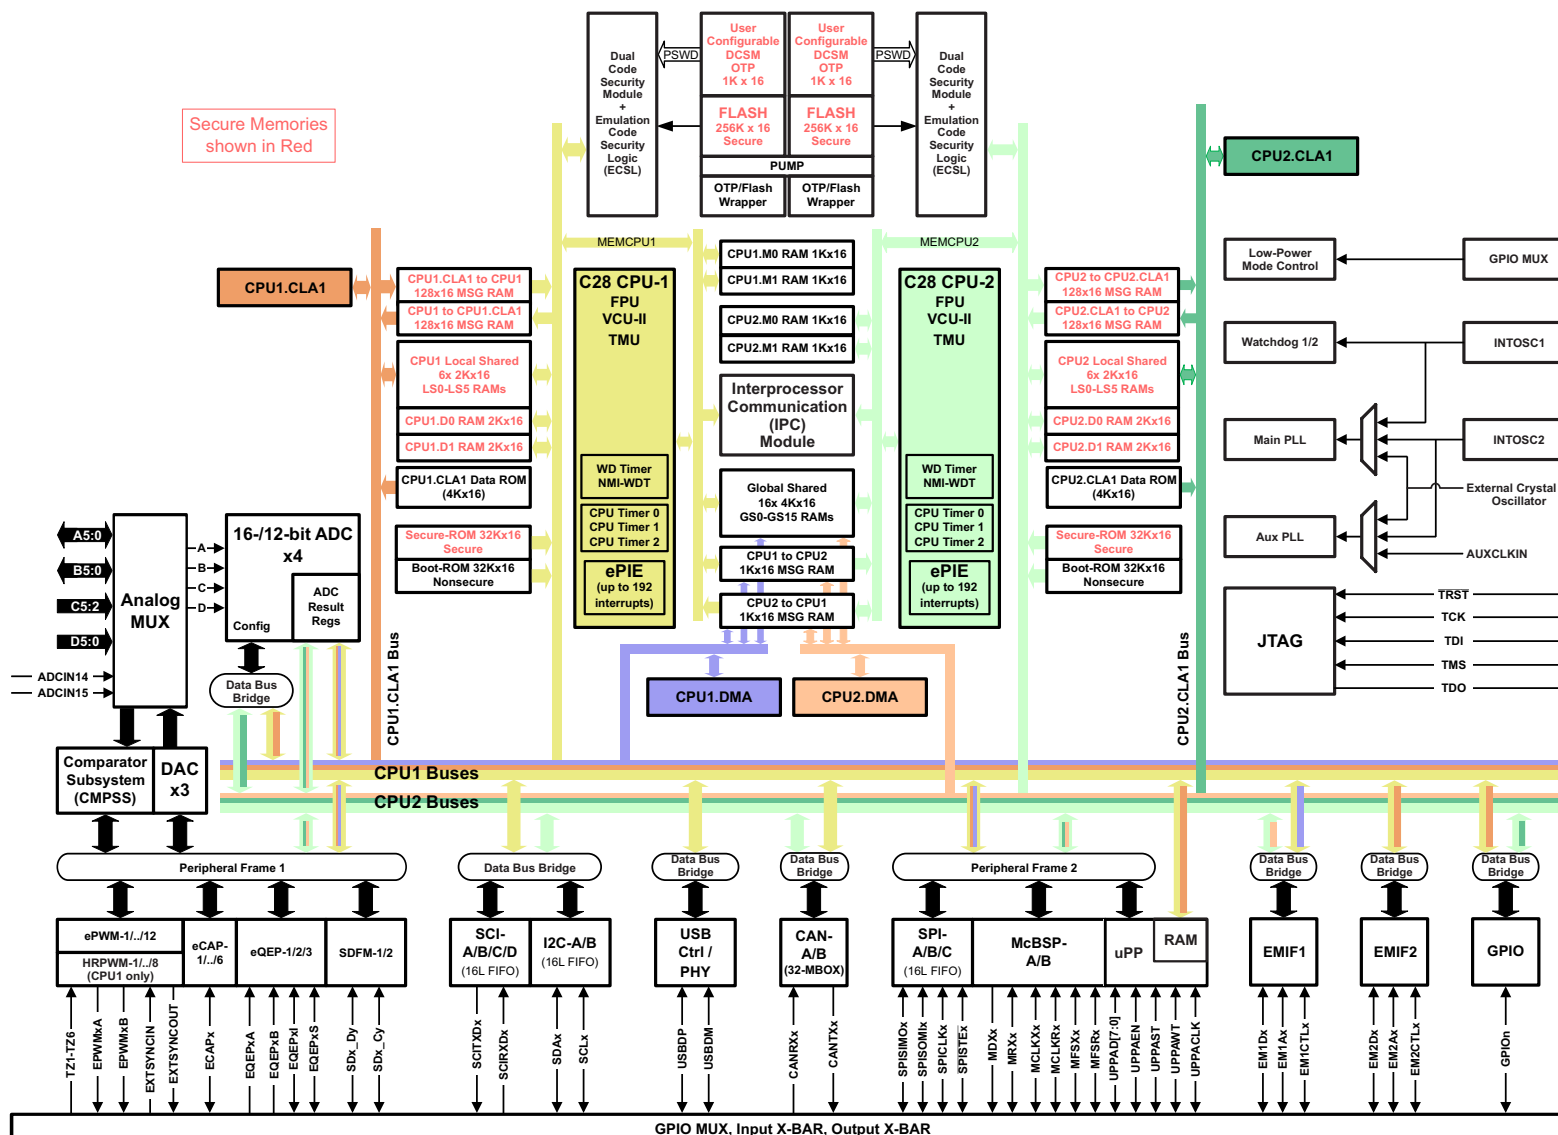 Secure Memories
shown in Red
Dual
Code
Security
Module
+
Emulation
Code
Security
Logic
(ECSL)
PSWD
User
Configurable
DCSM
OTP
1K x 16
User
Configurable
DCSM
OTP
1K x 16
PSWD
FLASH
256K x 16
Secure
FLASH
256K x 16
Secure
PUMP
OTP/Flash
Wrapper
OTP/Flash
Wrapper
Dual
Code
Security
Module
+
Emulation
Code
Security
Logic
(ECSL)
CPU2.CLA1
MEMCPU1
MEMCPU2
CPU1.CLA1
CPU1.CLA1 to CPU1
128x16 MSG RAM
CPU1 to CPU1.CLA1
128x16 MSG RAM
CPU1 Local Shared
6x 2Kx16
LS0-LS5 RAMs
CPU1.D0 RAM 2Kx16
CPU1.D1 RAM 2Kx16
CPU1.CLA1 Data ROM
(4Kx16)
Secure-ROM 32Kx16
Secure
Boot-ROM 32Kx16
Nonsecure
C28 CPU-1
FPU
VCU-II
TMU
WD Timer
NMI-WDT
CPU Timer 0
CPU Timer 1
CPU Timer 2
ePIE
(up to 192
interrupts)
CPU1.M0 RAM 1Kx16
CPU1.M1 RAM 1Kx16
CPU2.M0 RAM 1Kx16
CPU2.M1 RAM 1Kx16
Interprocessor
Communication
(IPC)
Module
Global Shared
16x 4Kx16
GS0-GS15 RAMs
CPU1 to CPU2
1Kx16 MSG RAM
CPU2 to CPU1
1Kx16 MSG RAM
C28 CPU-2
FPU
VCU-II
TMU
WD Timer
NMI-WDT
CPU Timer 0
CPU Timer 1
CPU Timer 2
ePIE
(up to 192
interrupts)
CPU2 to CPU2.CLA1
128x16 MSG RAM
CPU2.CLA1 to CPU2
128x16 MSG RAM
CPU2 Local Shared
6x 2Kx16
LS0-LS5 RAMs
CPU2.D0 RAM 2Kx16
CPU2.D1 RAM 2Kx16
CPU2.CLA1 Data ROM
(4Kx16)
Secure-ROM 32Kx16
Secure
Boot-ROM 32Kx16
Nonsecure
Low-Power
Mode Control
GPIO MUX
Watchdog 1/2
INTOSC1
Main PLL
INTOSC2
External Crystal
Oscillator
Aux PLL
AUXCLKIN
JTAG
TRST
TCK
TDI
TMS
TDO
A5:0
B5:0
C5:2
D5:0
ADCIN14
ADCIN15
Analog
MUX
A
B
C
D
16-/12-bit ADC
x4
ADC
Result
Regs
Config
Data Bus
Bridge
Comparator
Subsystem
(CMPSS)
DAC
x3
CPU1.CLA1 Bus
CPU1.DMA
CPU2.DMA
CPU2.CLA1 Bus
CPU1 Buses
CPU2 Buses
Peripheral Frame 1
Data Bus Bridge
Data Bus
Bridge
Data Bus
Bridge
Peripheral Frame 2
Data Bus
Bridge
Data Bus
Bridge
Data Bus
Bridge
ePWM-1/../12
HRPWM-1/../8
(CPU1 only)
eCAP-
1/../6
eQEP-1/2/3
SDFM-1/2
SCI-
A/B/C/D
(16L FIFO)
I2C-A/B
(16L FIFO)
USB
Ctrl /
PHY
CAN-
A/B
(32-MBOX)
SPI-
A/B/C
(16L FIFO)
McBSP-
A/B
uPP
RAM
EMIF1
EMIF2
GPIO
TZ1-TZ6
EPWMxA
EPWMxB
EXTSYNCIN
EXTSYNCOUT
ECAPx
EQEPxA
EQEPxB
EQEPxI
EQEPxS
SDx_Dy
SDx_Cy
SCITXDx
SCIRXDx
SDAx
SCLx
USBDP
USBDM
CANRXx
CANTXx
SPISIMOx
SPISOMIx
SPICLKx
SPISTEx
MDXx
MRXx
MCLKXx
MCLKRx
MFSXx
MFSRx
UPPAD[7:0]
UPPAEN
UPPAST
UPPAWT
UPPACLK
EM1Dx
EM1Ax
EM1CTLx
EM2Dx
EM2Ax
EM2CTLx
GPIOn
GPIO MUX, Input X-BAR, Output X-BAR